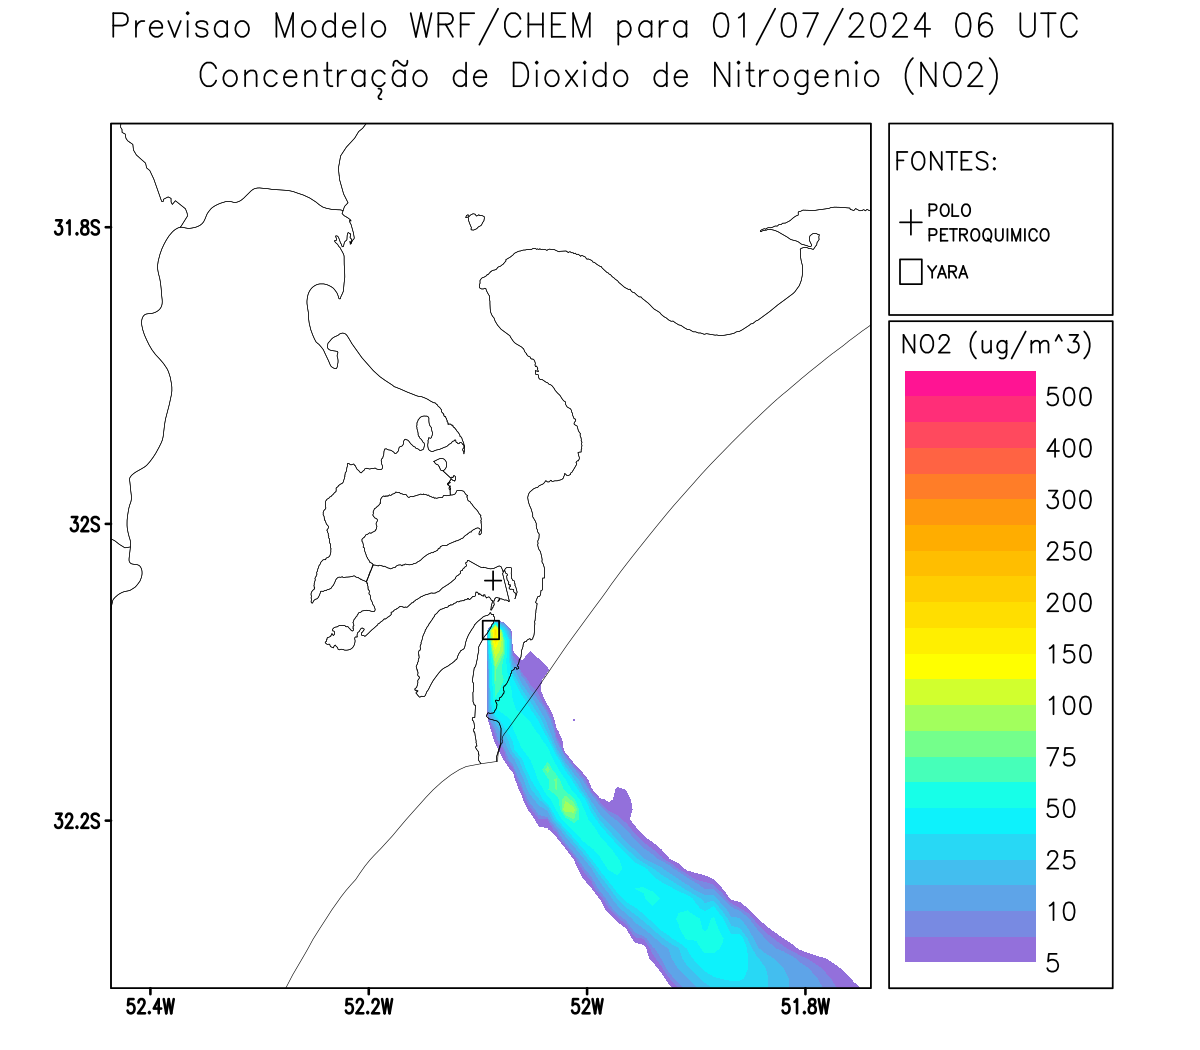 Previsao Modelo WRF/CHEM para 01/07/2024 06 UTC
Concentração de Dioxido de Nitrogenio (NO2)
FONTES:
POLO
PETROQUIMICO
YARA
NO2 (ug/m^3)
500
400
300
250
200
150
100
75
50
25
10
5
31.8S
32S
32.2S
52.4W
52.2W
52W
51.8W